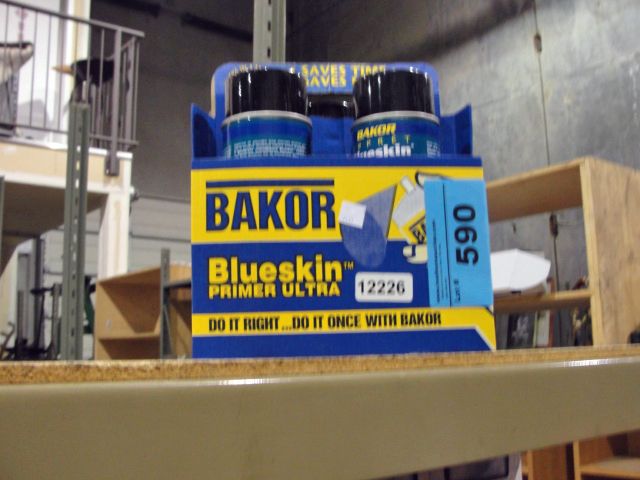 SAVES TIME
SAVES
BAKOR
Blueskin
BAKOR
Blueskin™
PRIMER ULTRA
12226
590
DO IT RIGHT...DO IT ONCE WITH BAKOR